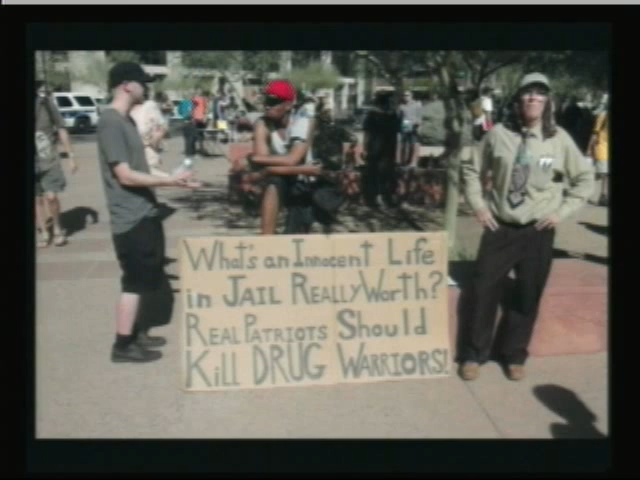 What's an Innocent Life
in JAIL REALLY Worth?
REAL PATRIOTS Should
Kill DRUG WARRIORS!